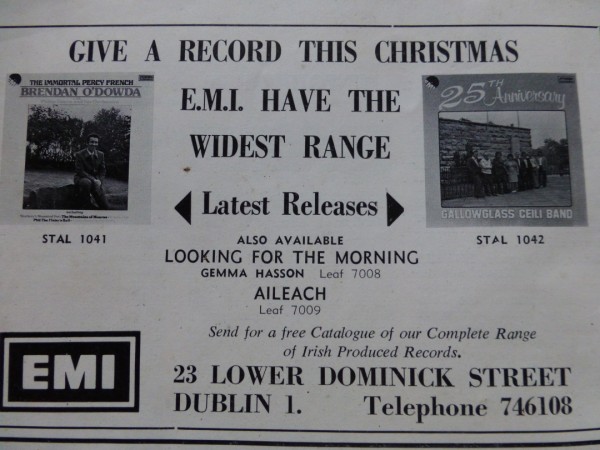 GIVE A RECORD THIS CHRISTMAS
THE IMMORTAL PERCY FRENCH
BRENDAN O'DOWDA
STAL 1041
E.M.I. HAVE THE
WIDEST RANGE
Latest Releases
25TH Anniversary
GALLOWGLASS CEILI BAND
STAL 1042
ALSO AVAILABLE
LOOKING FOR THE MORNING
GEMMA HASSON Leaf 7008
AILEACH
Leaf 7009
Send for a free Catalogue of our Complete Range
of Irish Produced Records.
EMI
23 LOWER DOMINICK STREET
DUBLIN 1. Telephone 746108